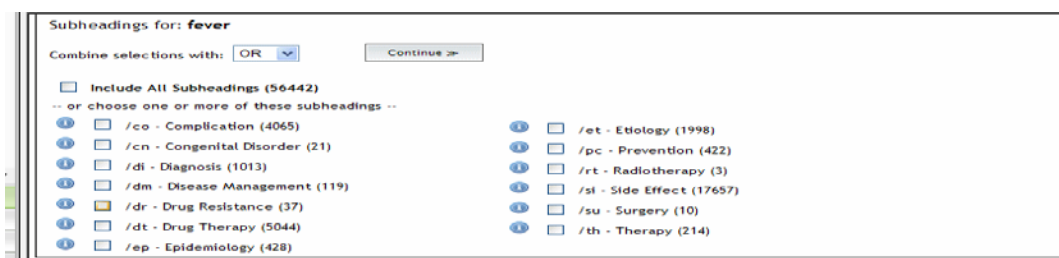 Subheadings for: fever
Combine selections with: OR Continue >>
Include All Subheadings (56442)
-- or choose one or more of these subheadings --
/co - Complication (4065)
/cn - Congenital Disorder (21)
/di - Diagnosis (1013)
/dm - Disease Management (119)
/dr - Drug Resistance (37)
/dt - Drug Therapy (5044)
/ep - Epidemiology (428)
/et - Etiology (1998)
/pc - Prevention (422)
/rt - Radiotherapy (3)
/si - Side Effect (17657)
/su - Surgery (10)
/th - Therapy (214)